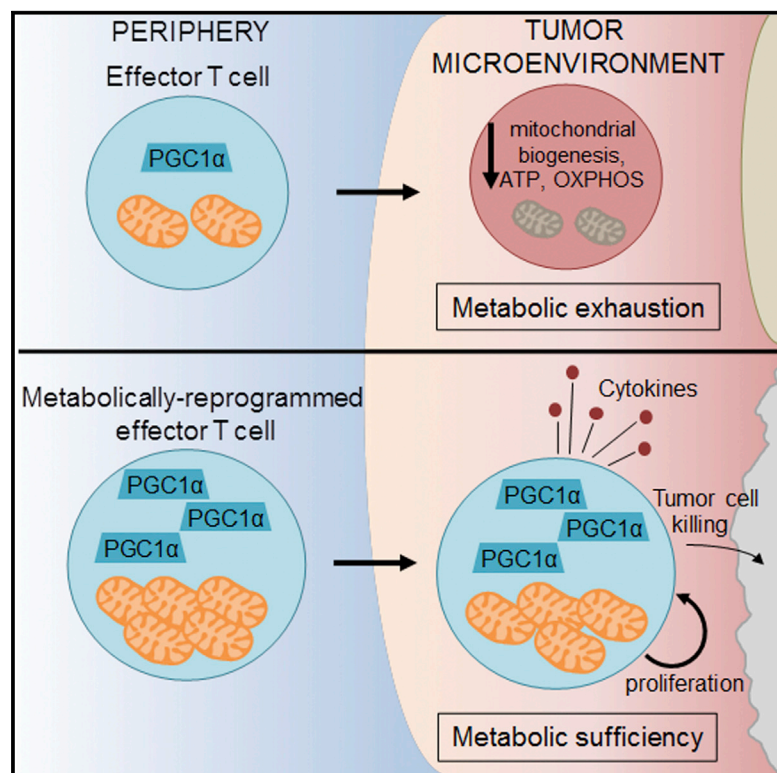 PERIPHERY
Effector T cell
PGC1α
TUMOR
MICROENVIRONMENT
mitochondrial
biogenesis,
ATP, OXPHOS
Metabolic exhaustion
Metabolically-reprogrammed
effector T cell
PGC1α
PGC1α
PGC1α
Cytokines
PGC1α
PGC1α
PGC1α
Tumor cell
killing
proliferation
Metabolic sufficiency